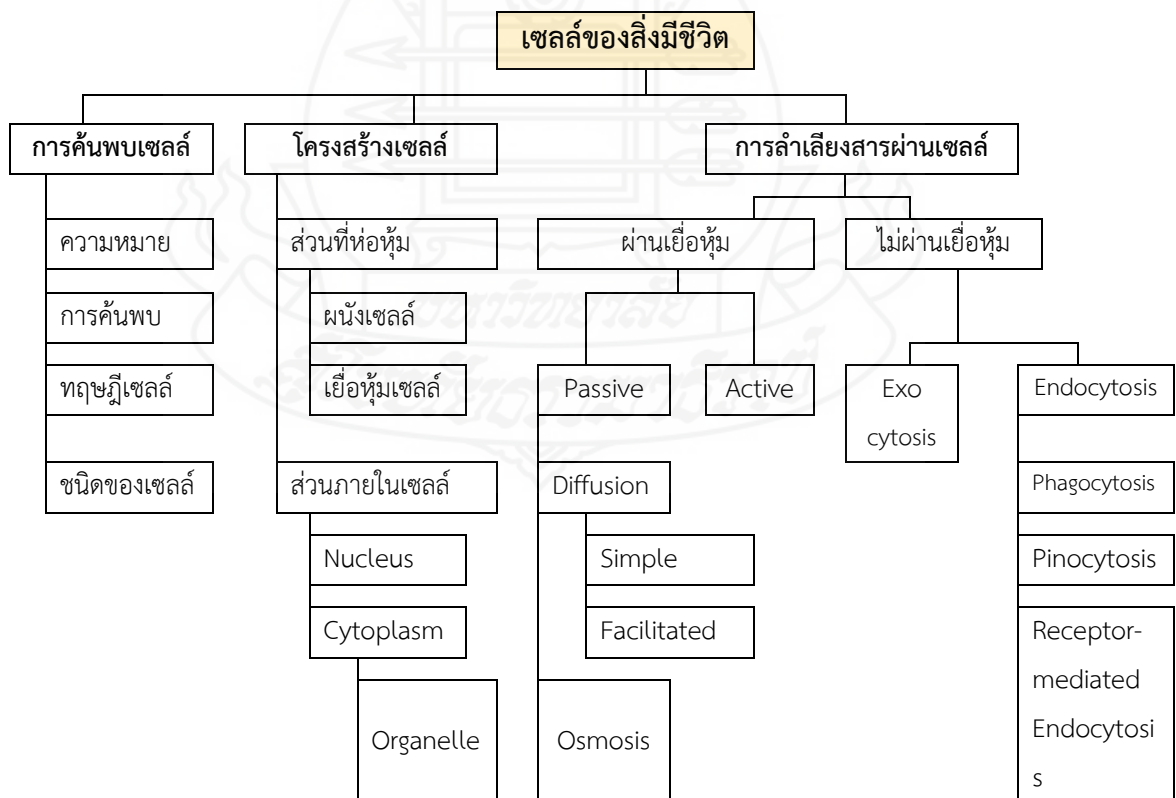 เซลล์ของสิ่งมีชีวิต
การค้นพบเซลล์
โครงสร้างเซลล์
การลำเลียงสารผ่านเซลล์
ความหมาย
ส่วนที่ห่อหุ้ม
ผ่านเยื่อหุ้ม
ไม่ผ่านเยื่อหุ้ม
การค้นพบ
ผนังเซลล์
ทฤษฎีเซลล์
เยื่อหุ้มเซลล์
Passive
Active
Exo
cytosis
Endocytosis
ชนิดของเซลล์
ส่วนภายในเซลล์
Diffusion
Phagocytosis
Nucleus
Simple
Pinocytosis
Cytoplasm
Facilitated
Receptor-
mediated
Endocytosi
s
Organelle
Osmosis